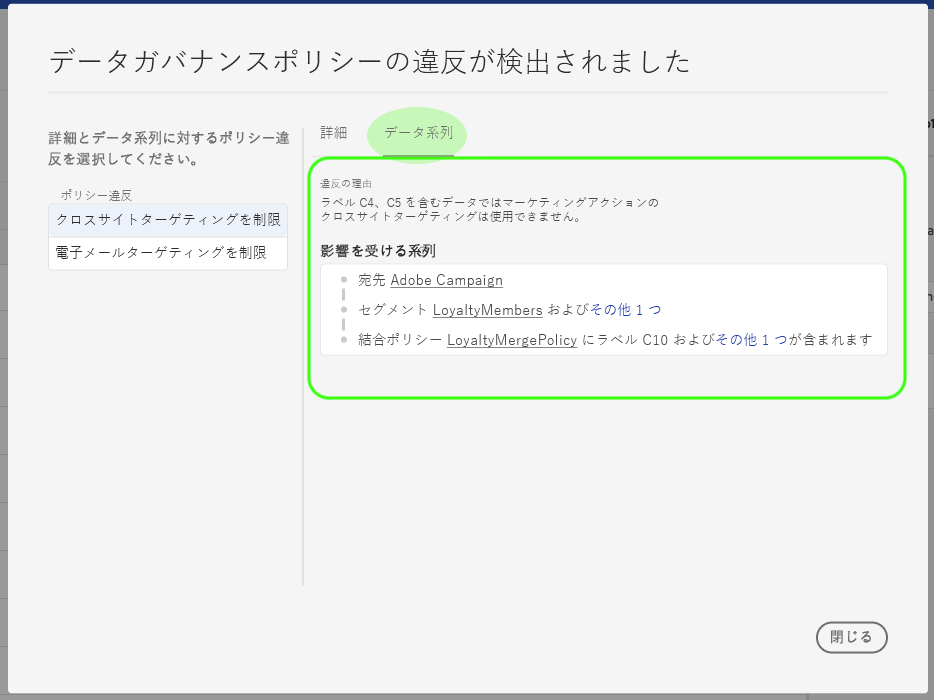 データガバナンスポリシーの違反が検出されました
詳細とデータ系列に対するポリシー違
反を選択してください。
ポリシー違反
クロスサイトターゲティングを制限
電子メールターゲティングを制限
詳細
データ系列
違反の理由
ラベル C4、C5 を含むデータではマーケティングアクションの
クロスサイトターゲティングは使用できません。
影響を受ける系列
宛先 Adobe Campaign
セグメント LoyaltyMembers およびその他 1 つ
結合ポリシー LoyaltyMergePolicy にラベル C10 およびその他 1 つが含まれます
閉じる